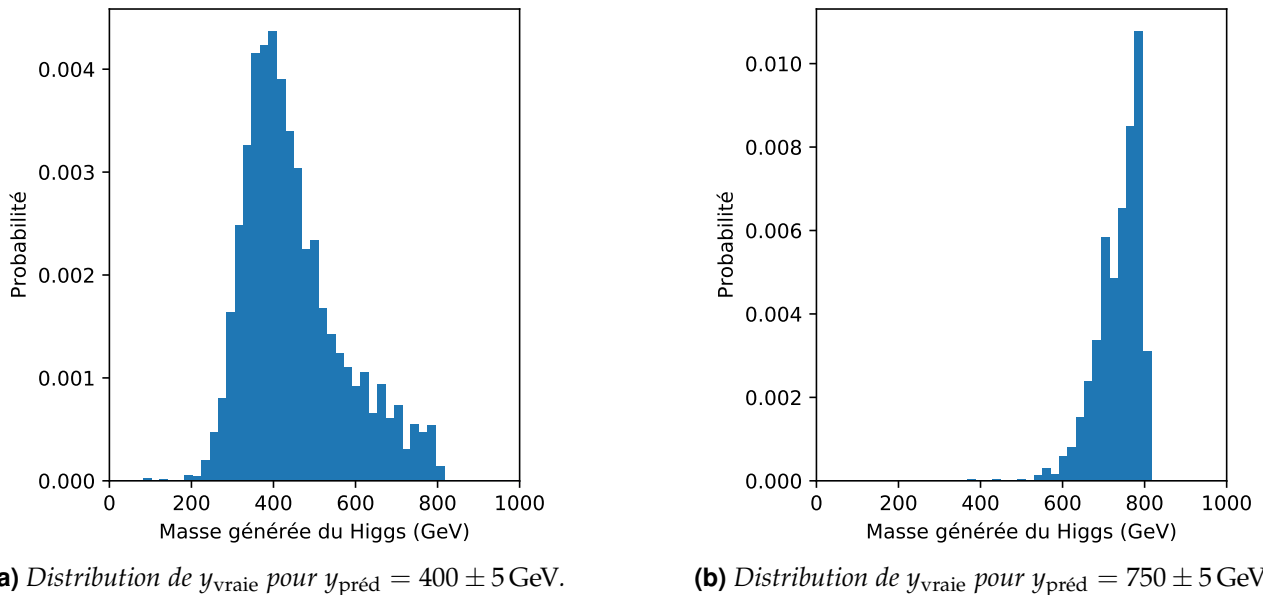 0.004
0.003
0.002
0.001
0.000
Probabilité
0 200 400 600 800 1000
Masse générée du Higgs (GeV)
a) Distribution de y_vraie pour y_préd = 400 ± 5 GeV.
0.010
0.008
0.006
0.004
0.002
0.000
Probabilité
0 200 400 600 800 1000
Masse générée du Higgs (GeV)
(b) Distribution de y_vraie pour y_préd = 750 ± 5 GeV